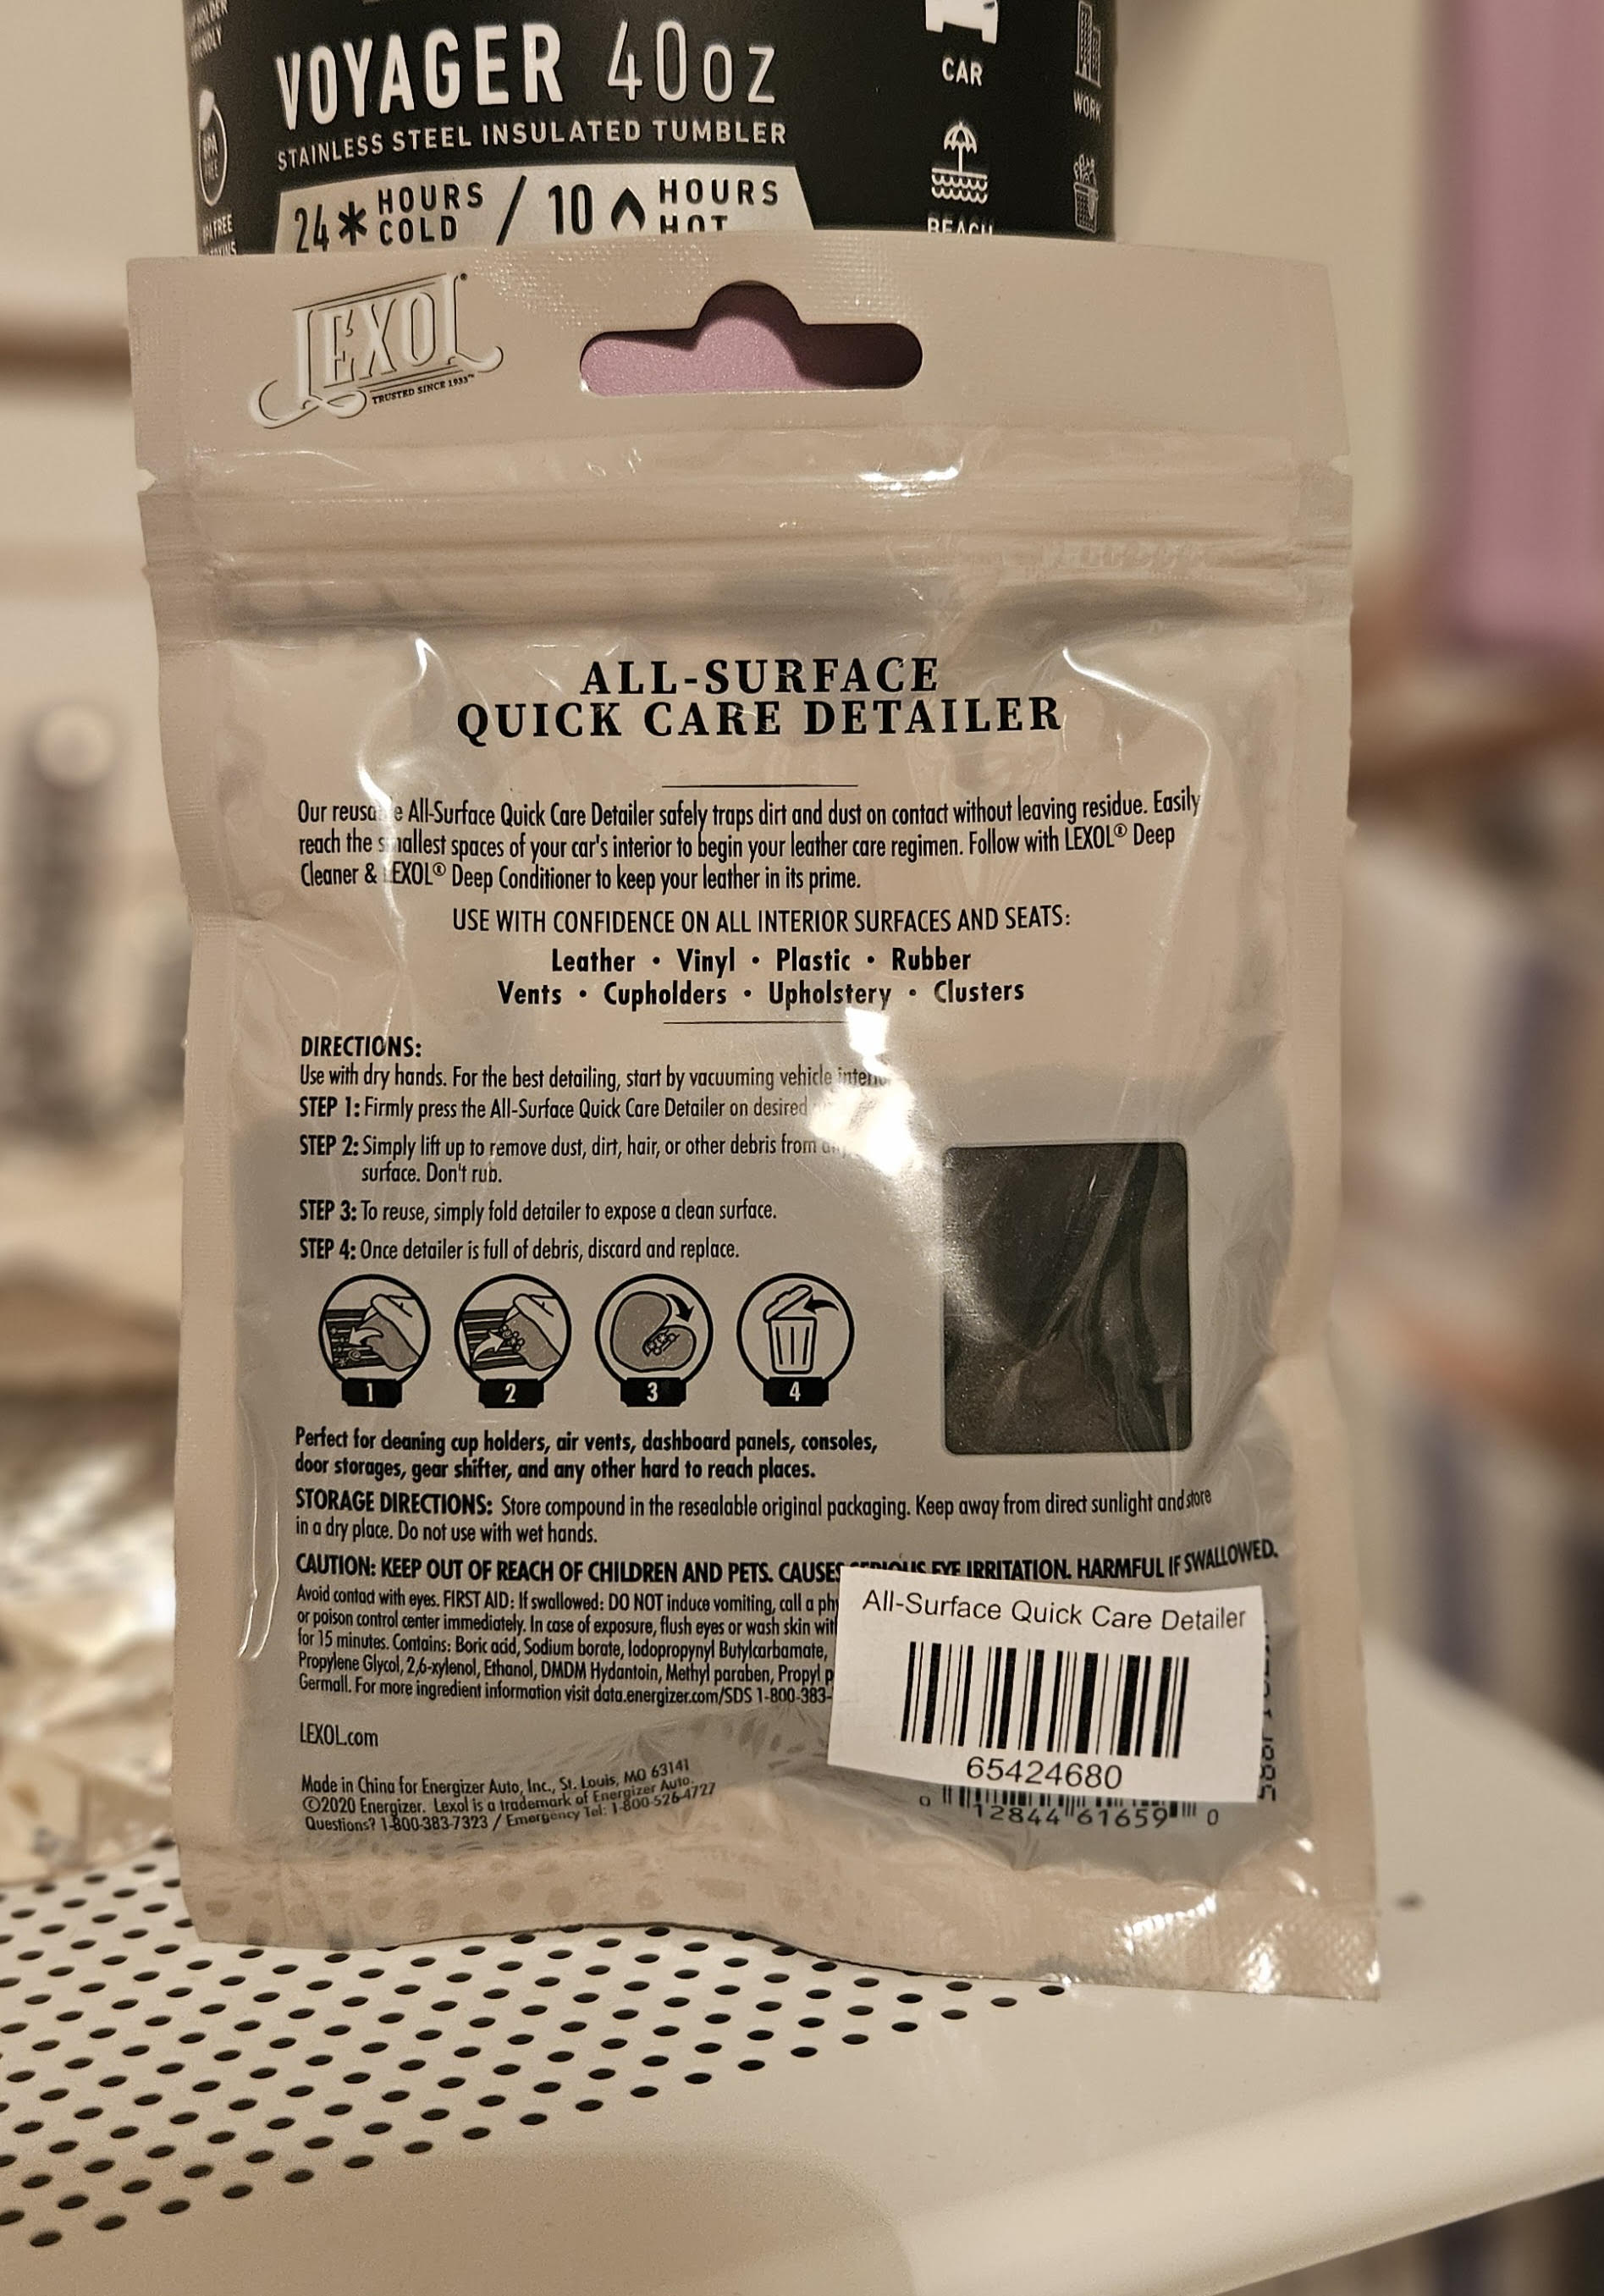 VOYAGER 40oz
STAINLESS STEEL INSULATED TUMBLER
24 HOURS COLD / 10 HOURS HOT
CAR
WORK
BEACH
BPA FREE
LEXOL
TRUSTED SINCE 1933™
ALL-SURFACE
QUICK CARE DETAILER
Our All-Surface Quick Care Detailer safely traps dirt and dust on contact without leaving residue. Easily
reach the smallest spaces of your car's interior to begin your leather care regimen. Follow with LEXOL® Deep
Cleaner & LEXOL® Deep Conditioner to keep your leather in its prime.
USE WITH CONFIDENCE ON ALL INTERIOR SURFACES AND SEATS:
Leather • Vinyl • Plastic • Rubber
Vents • Cupholders • Upholstery • Clusters
DIRECTIONS:
Use with dry hands. For the best detailing, start by vacuuming vehicle
STEP 1: Firmly press the All-Surface Quick Care Detailer on desired
STEP 2: Simply lift up to remove dust, dirt, hair, or other debris from
surface. Don't rub.
STEP 3: To reuse, simply fold detailer to expose a clean surface.
STEP 4: Once detailer is full of debris, discard and replace.
1 2 3 4
Perfect for cleaning cup holders, air vents, dashboard panels, consoles,
door storages, gear shifter, and any other hard to reach places.
STORAGE DIRECTIONS: Store compound in the resealable original packaging. Keep away from direct sunlight and store
in a dry place. Do not use with wet hands.
CAUTION: KEEP OUT OF REACH OF CHILDREN AND PETS. CAUSES SERIOUS EYE IRRITATION. HARMFUL IF SWALLOWED.
Avoid contact with eyes. FIRST AID: If swallowed: DO NOT induce vomiting, call a
or poison control center immediately. In case of exposure, flush eyes or wash skin
for 15 minutes. Contains: Boric acid, Sodium borate, Iodopropynyl Butylcarbamate,
Propylene Glycol, 2,6-xylenol, Ethanol, DMDM Hydantoin, Methyl paraben, Propyl
Germall. For more ingredient information visit data.energizer.com/SDS 1-800-383-
LEXOL.com
Made in China for Energizer Auto, Inc., St. Louis, MO 63141
©2020 Energizer. Lexol is a trademark of Energizer Auto.
Questions? 1-800-383-7323 / Emergency Tel: 1-800-526-4727
All-Surface Quick Care Detailer
65424680
0 12844 61659 0